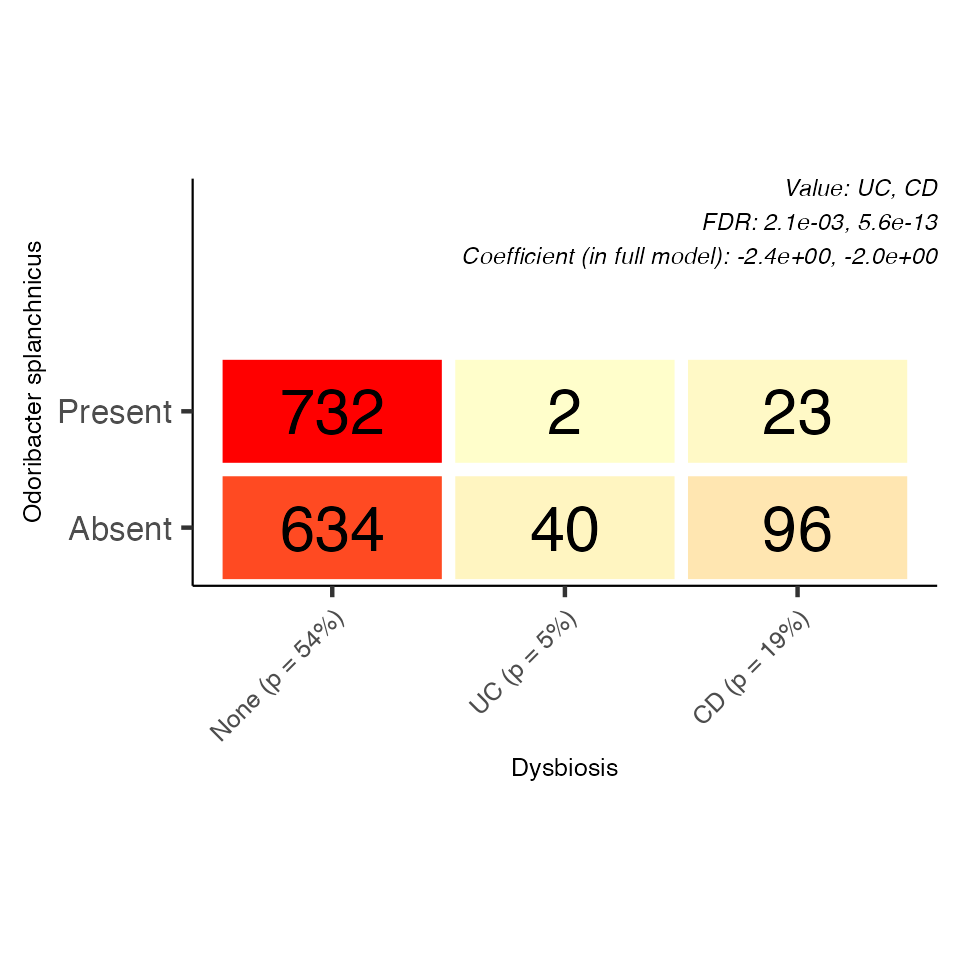 Value: UC, CD
FDR: 2.1e-03, 5.6e-13
Coefficient (in full model): -2.4e+00, -2.0e+00
Odoribacter splanchnicus
Present
732
2
23
Absent
634
40
96
None (p = 54%)
UC (p = 5%)
CD (p = 19%)
Dysbiosis